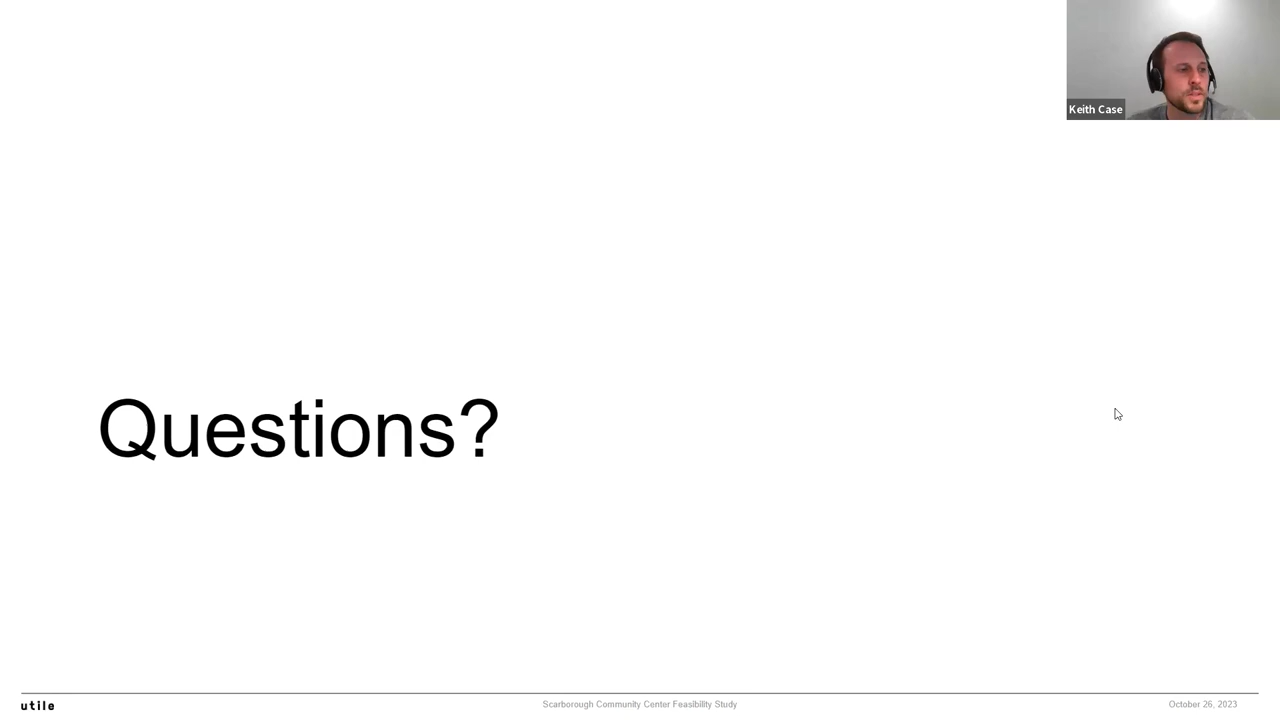 Keith Case
Questions?
utile
Scarborough Community Center Feasibility Study
October 26, 2023